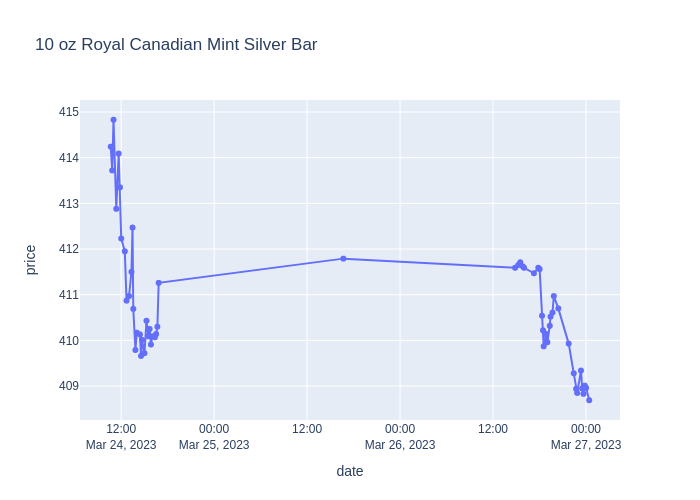 10 oz Royal Canadian Mint Silver Bar
415
414
413
412
411
410
409
price
12:00 00:00 12:00 00:00 12:00 00:00
Mar 24, 2023 Mar 25, 2023 Mar 26, 2023 Mar 27, 2023
date